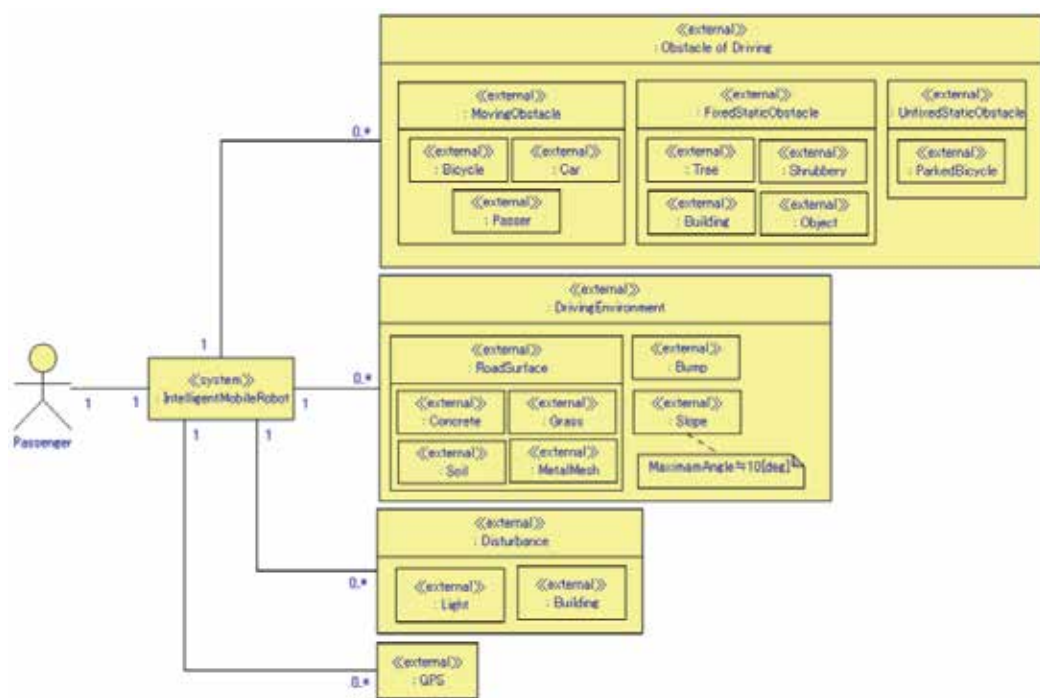 ≪external≫
: Obstacle of Driving
≪external≫
: MovingObstacle
≪external≫
: FixedStaticObstacle
≪external≫
: UnfixedStaticObstacle
≪external≫
: Bicycle
≪external≫
: Car
≪external≫
: Tree
≪external≫
: Shrubbery
≪external≫
: ParkedBicycle
≪external≫
: Passer
≪external≫
: Building
≪external≫
: Object
0..*
≪external≫
: DrivingEnvironment
≪external≫
: RoadSurface
≪external≫
: Bump
≪external≫
: Concrete
≪external≫
: Grass
≪external≫
: Slope
≪external≫
: Soil
≪external≫
: MetalMesh
MaximamAngle≒10[deg]
1
0..*
≪system≫
: IntelligentMobileRobot
1
1
1
1
1
Passenger
≪external≫
: Disturbance
≪external≫
: Light
≪external≫
: Building
0..*
≪external≫
: GPS
0..*